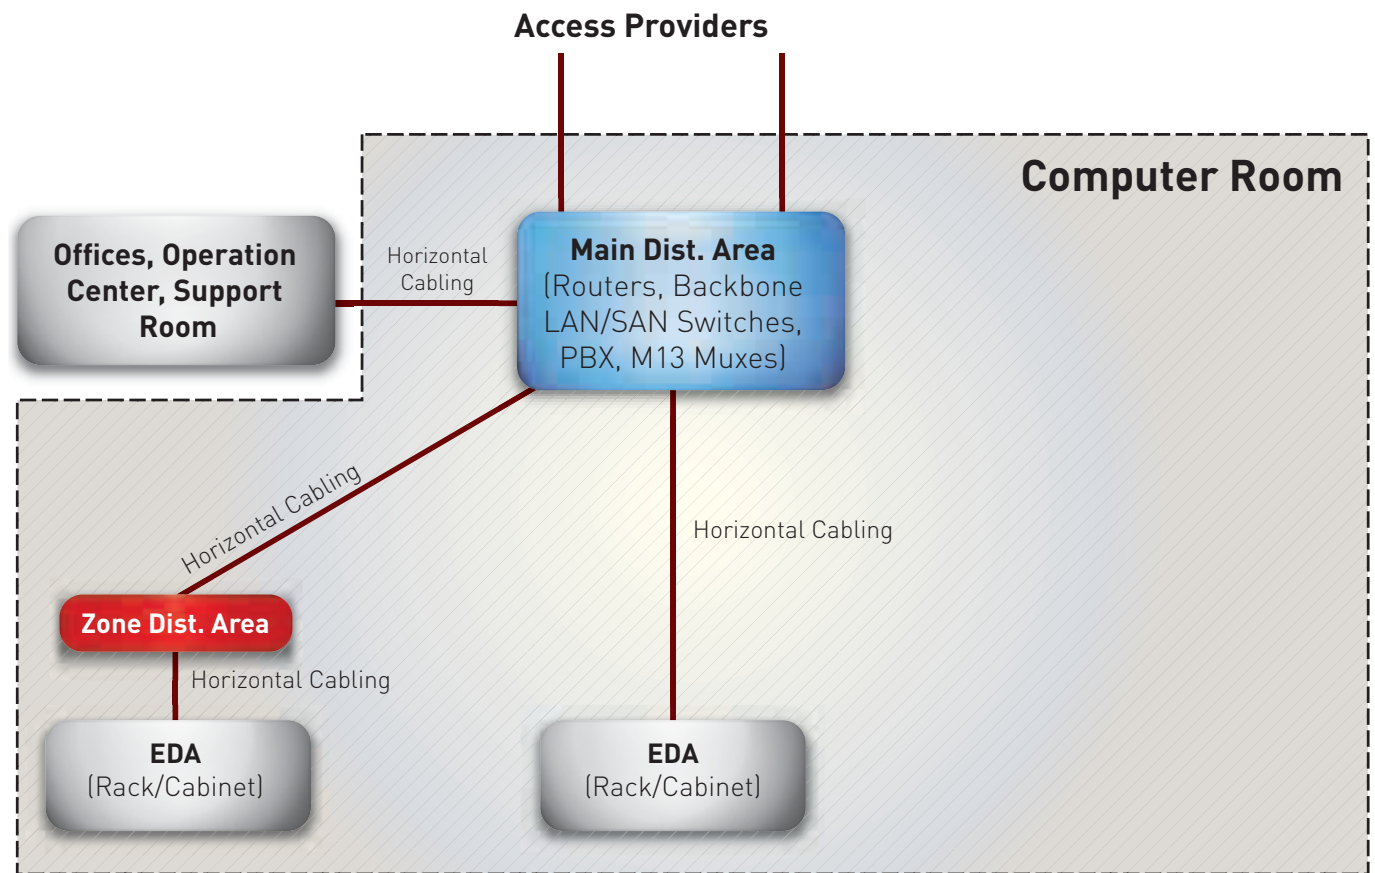 Access Providers
Computer Room
Offices, Operation
Center, Support
Room
Horizontal
Cabling
Main Dist. Area
(Routers, Backbone
LAN/SAN Switches,
PBX, M13 Muxes)
Horizontal Cabling
Horizontal Cabling
Zone Dist. Area
Horizontal Cabling
EDA
(Rack/Cabinet)
EDA
(Rack/Cabinet)